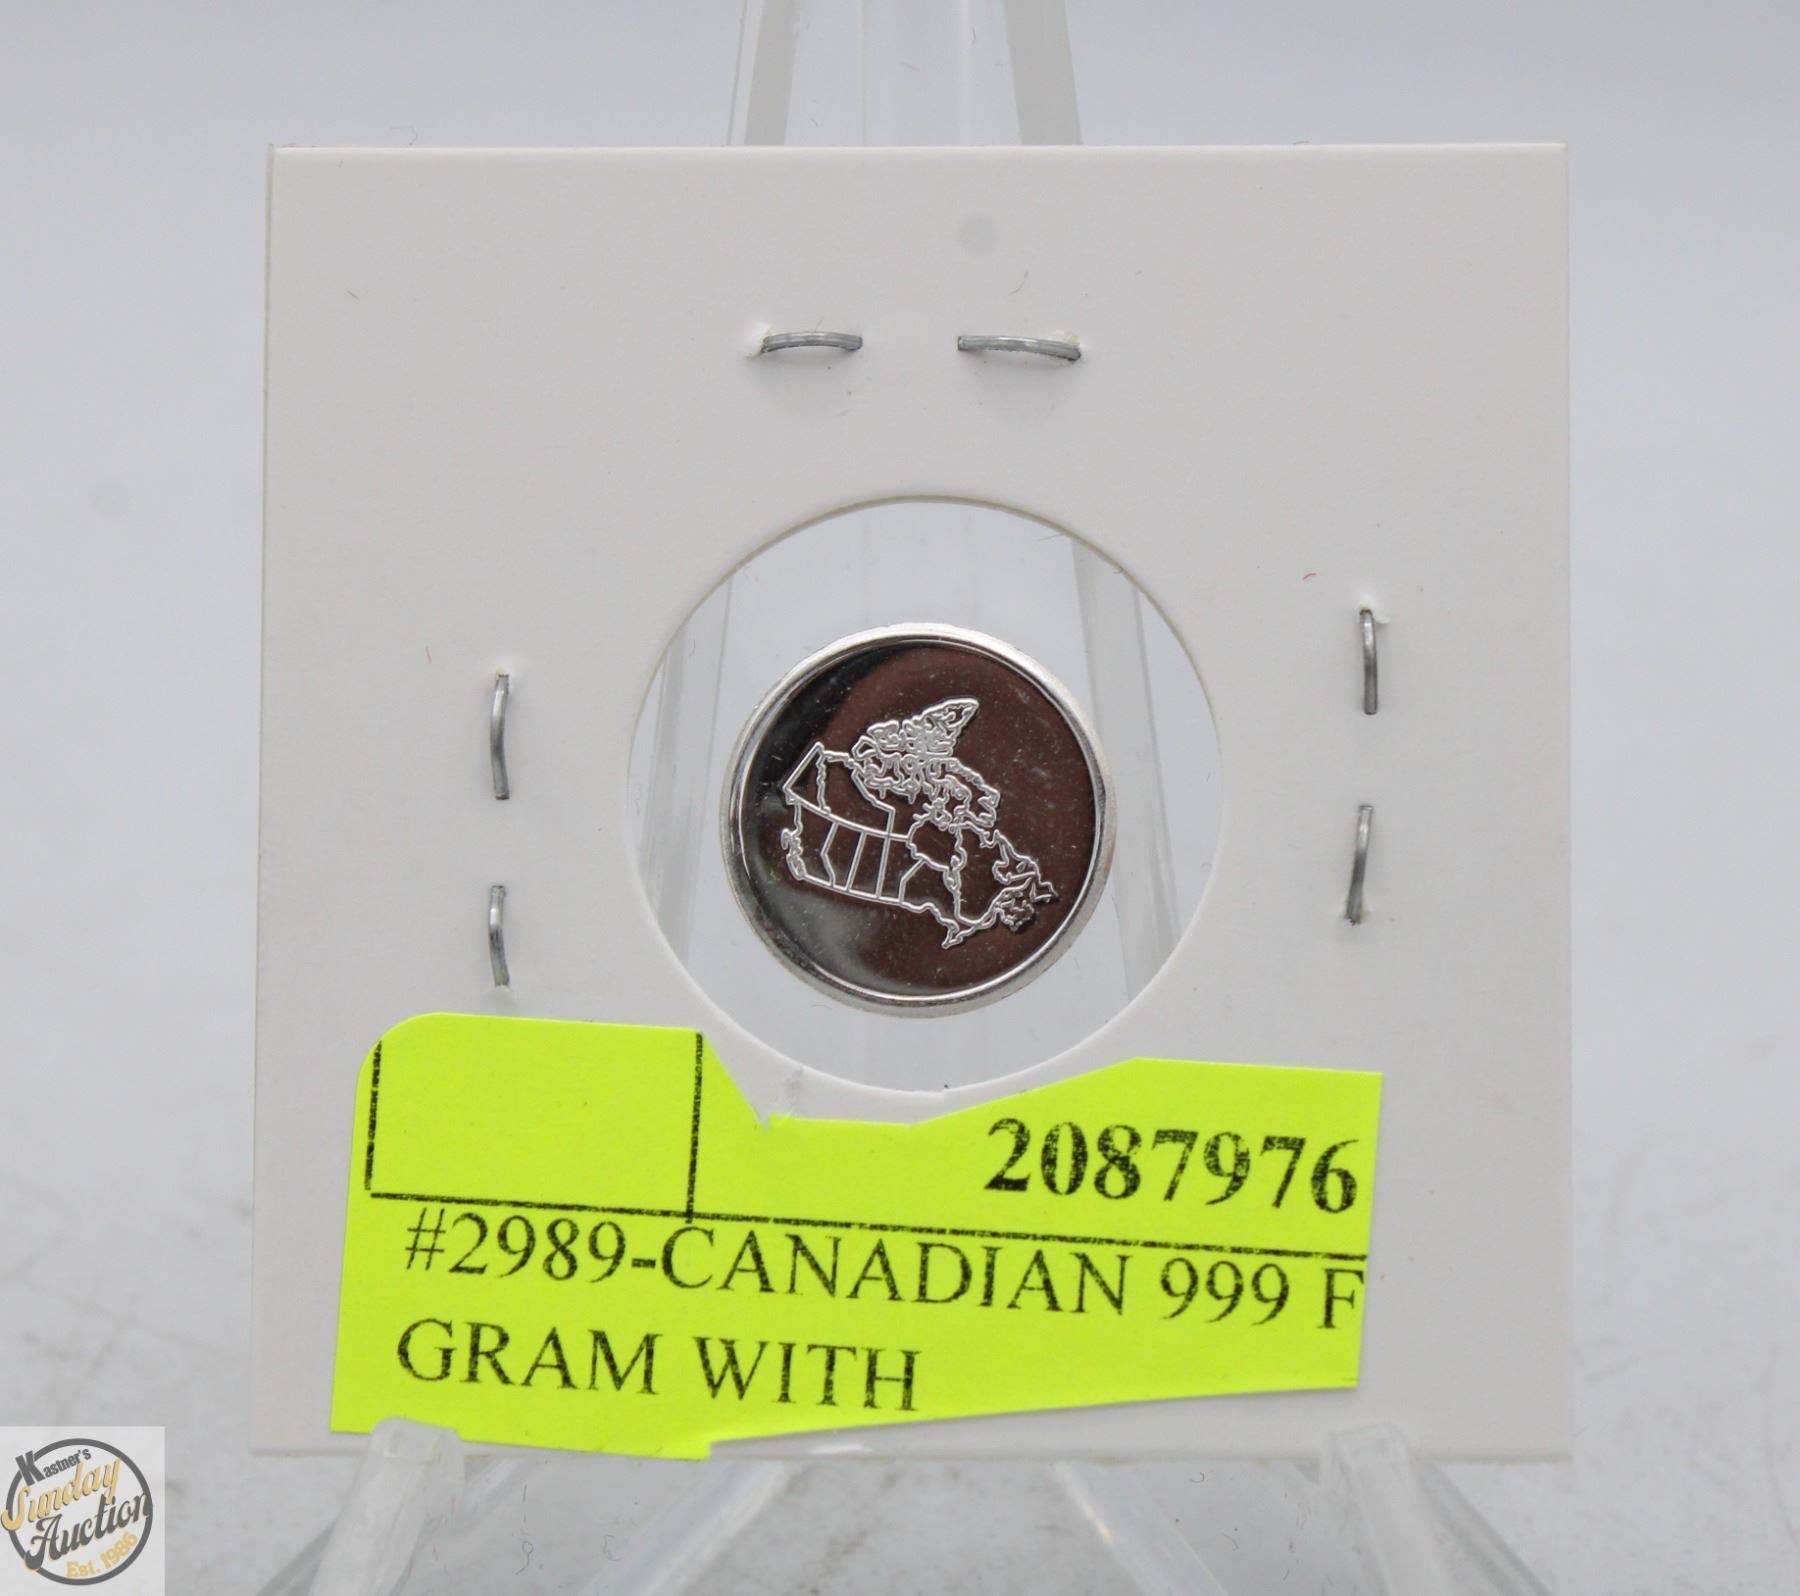 2087976
#2989-CANADIAN 999 F
GRAM WITH
Kastner's
Sunday
Auction
Est. 1986